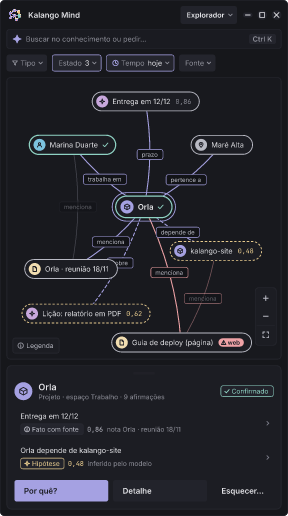 Kalango Mind
Explorador
Buscar no conhecimento ou pedir...
Ctrl K
Tipo
Estado 3
Tempo hoje
Fonte
Entrega em 12/12 0,86
Marina Duarte
Maré Alta
prazo
trabalha em
pertence a
menciona
Orla
depende de
menciona
kalango-site 0,48
Orla · reunião 18/11
sobre
menciona
menciona
Lição: relatório em PDF 0,62
Guia de deploy (página) web
Legenda
Orla
Projeto · espaço Trabalho · 9 afirmações
Confirmado
Entrega em 12/12
Fato com fonte 0,86 nota Orla · reunião 18/11
Orla depende de kalango-site
Hipótese 0,48 inferido pelo modelo
Por quê?
Detalhe
Esquecer...